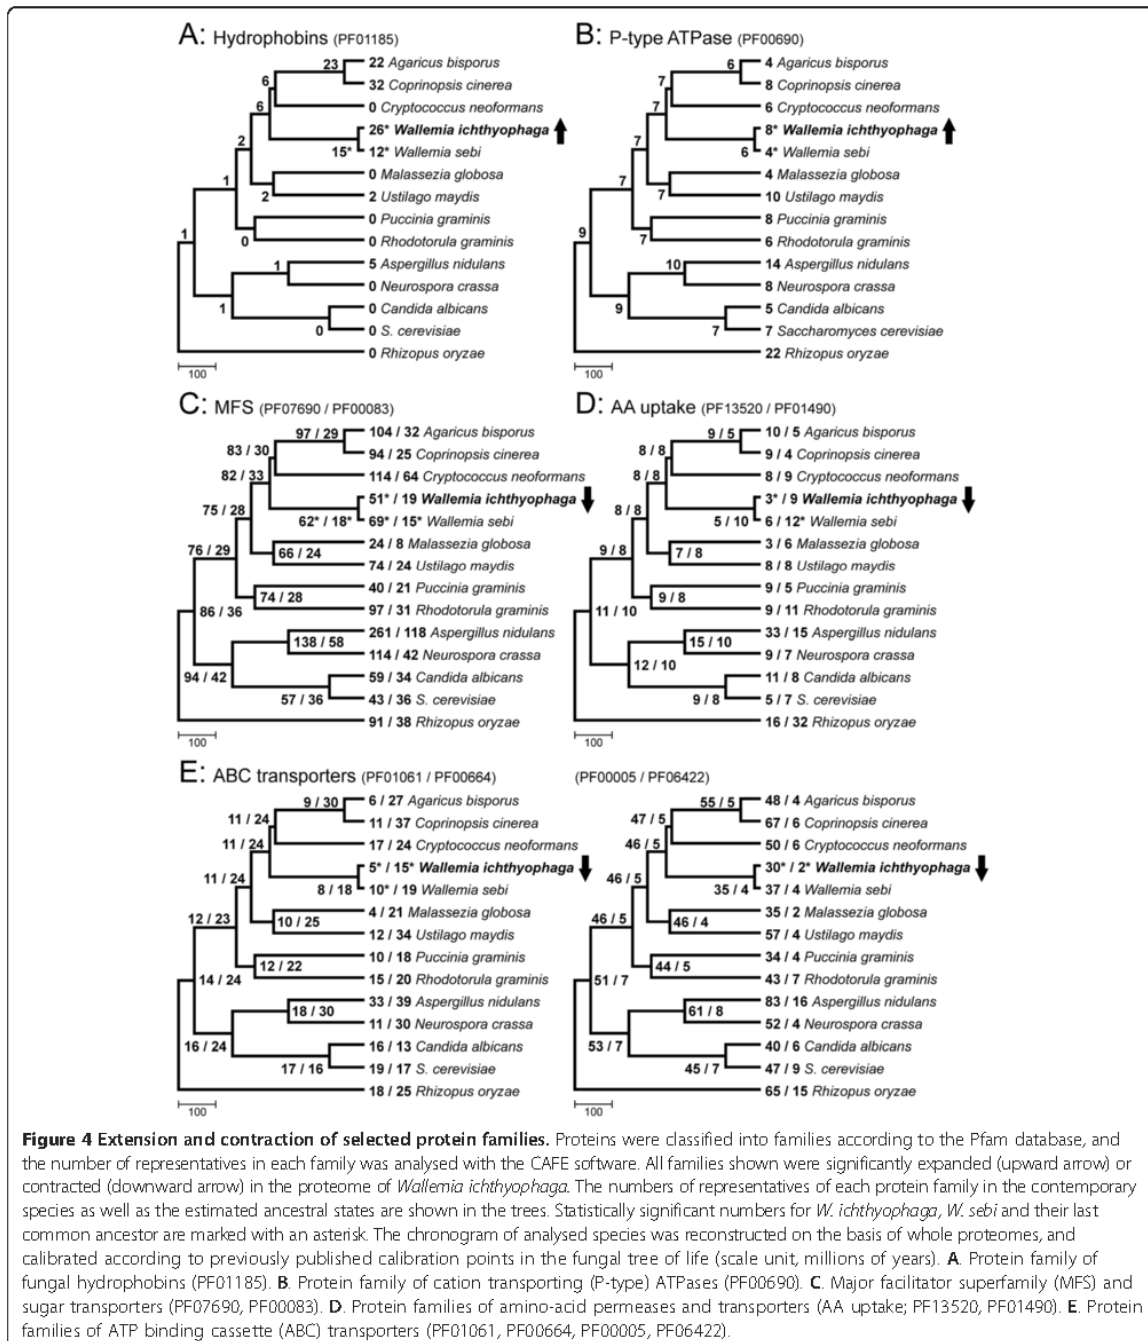 A: Hydrophobins (PF01185)
23
22 Agaricus bisporus
6
32 Coprinopsis cinerea
6
0 Cryptococcus neoformans
2
26* Wallemia ichthyophaga
15*
12* Wallemia sebi
1
0 Malassezia globosa
2
2 Ustilago maydis
0 Puccinia graminis
0
0 Rhodotorula graminis
1
1
5 Aspergillus nidulans
0 Neurospora crassa
1
0 Candida albicans
0
0 S. cerevisiae
0 Rhizopus oryzae
100
B: P-type ATPase (PF00690)
6
4 Agaricus bisporus
7
8 Coprinopsis cinerea
7
6 Cryptococcus neoformans
7
8* Wallemia ichthyophaga
6
4* Wallemia sebi
7
4 Malassezia globosa
7
10 Ustilago maydis
8 Puccinia graminis
7
6 Rhodotorula graminis
9
10
14 Aspergillus nidulans
8 Neurospora crassa
9
5 Candida albicans
7
7 Saccharomyces cerevisiae
22 Rhizopus oryzae
100
C: MFS (PF07690 / PF00083)
97 / 29
104 / 32 Agaricus bisporus
83 / 30
94 / 25 Coprinopsis cinerea
82 / 33
114 / 64 Cryptococcus neoformans
75 / 28
51* / 19 Wallemia ichthyophaga
62* / 18*
69* / 15* Wallemia sebi
76 / 29
24 / 8 Malassezia globosa
66 / 24
74 / 24 Ustilago maydis
40 / 21 Puccinia graminis
74 / 28
97 / 31 Rhodotorula graminis
86 / 36
261 / 118 Aspergillus nidulans
138 / 58
114 / 42 Neurospora crassa
94 / 42
59 / 34 Candida albicans
57 / 36
43 / 36 S. cerevisiae
91 / 38 Rhizopus oryzae
100
D: AA uptake (PF13520 / PF01490)
9 / 5
10 / 5 Agaricus bisporus
8 / 8
9 / 4 Coprinopsis cinerea
8 / 8
8 / 9 Cryptococcus neoformans
8 / 8
3* / 9 Wallemia ichthyophaga
5 / 10
6 / 12* Wallemia sebi
9 / 8
3 / 6 Malassezia globosa
7 / 8
8 / 8 Ustilago maydis
9 / 5 Puccinia graminis
9 / 8
9 / 11 Rhodotorula graminis
11 / 10
33 / 15 Aspergillus nidulans
15 / 10
9 / 7 Neurospora crassa
12 / 10
11 / 8 Candida albicans
9 / 8
5 / 7 S. cerevisiae
16 / 32 Rhizopus oryzae
100
E: ABC transporters (PF01061 / PF00664)
9 / 30
6 / 27 Agaricus bisporus
11 / 24
11 / 37 Coprinopsis cinerea
11 / 24
17 / 24 Cryptococcus neoformans
11 / 24
5* / 15* Wallemia ichthyophaga
8 / 18
10* / 19 Wallemia sebi
12 / 23
4 / 21 Malassezia globosa
10 / 25
12 / 34 Ustilago maydis
10 / 18 Puccinia graminis
12 / 22
15 / 20 Rhodotorula graminis
14 / 24
33 / 39 Aspergillus nidulans
18 / 30
11 / 30 Neurospora crassa
16 / 24
16 / 13 Candida albicans
17 / 16
19 / 17 S. cerevisiae
18 / 25 Rhizopus oryzae
100
(PF00005 / PF06422)
55 / 5
48 / 4 Agaricus bisporus
47 / 5
67 / 6 Coprinopsis cinerea
46 / 5
50 / 6 Cryptococcus neoformans
46 / 5
30* / 2* Wallemia ichthyophaga
35 / 4
37 / 4 Wallemia sebi
46 / 5
35 / 2 Malassezia globosa
46 / 4
57 / 4 Ustilago maydis
34 / 4 Puccinia graminis
44 / 5
43 / 7 Rhodotorula graminis
51 / 7
83 / 16 Aspergillus nidulans
61 / 8
52 / 4 Neurospora crassa
53 / 7
40 / 6 Candida albicans
45 / 7
47 / 9 S. cerevisiae
65 / 15 Rhizopus oryzae
100
Figure 4 Extension and contraction of selected protein families. Proteins were classified into families according to the Pfam database, and
the number of representatives in each family was analysed with the CAFE software. All families shown were significantly expanded (upward arrow) or
contracted (downward arrow) in the proteome of Wallemia ichthyophaga. The numbers of representatives of each protein family in the contemporary
species as well as the estimated ancestral states are shown in the trees. Statistically significant numbers for W. ichthyophaga, W. sebi and their last
common ancestor are marked with an asterisk. The chronogram of analysed species was reconstructed on the basis of whole proteomes, and
calibrated according to previously published calibration points in the fungal tree of life (scale unit, millions of years). A. Protein family of
fungal hydrophobins (PF01185). B. Protein family of cation transporting (P-type) ATPases (PF00690). C. Major facilitator superfamily (MFS) and
sugar transporters (PF07690, PF00083). D. Protein families of amino-acid permeases and transporters (AA uptake; PF13520, PF01490). E. Protein
families of ATP binding cassette (ABC) transporters (PF01061, PF00664, PF00005, PF06422).